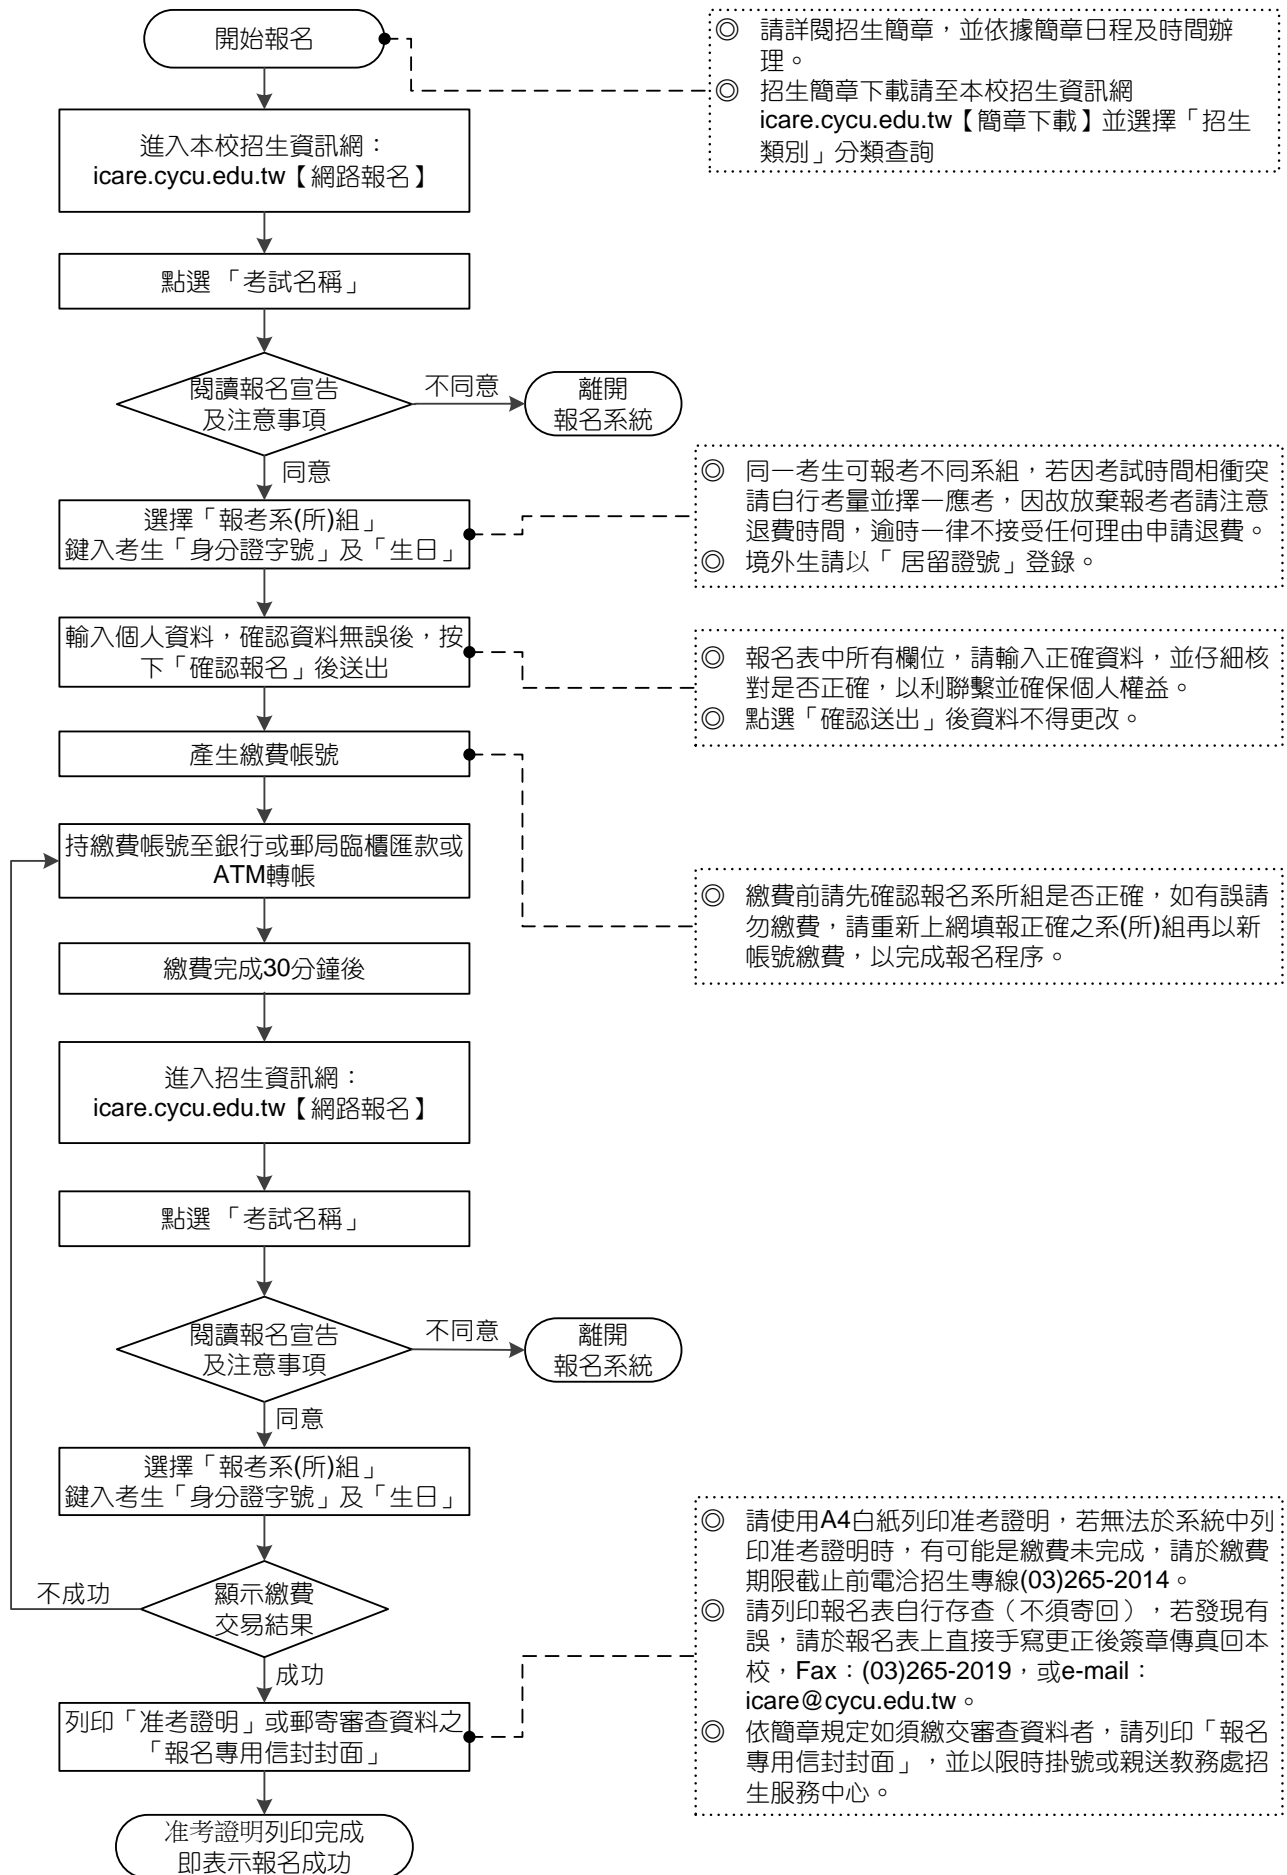 開始報名
◎ 請詳閱招生簡章，並依據簡章日程及時間辦
理。
◎ 招生簡章下載請至本校招生資訊網
icare.cycu.edu.tw【簡章下載】並選擇「招生
類別」分類查詢
進入本校招生資訊網：
icare.cycu.edu.tw【網路報名】
點選 「考試名稱」
閱讀報名宣告
及注意事項
不同意
離開
報名系統
同意
選擇「報考系(所)組」
鍵入考生「身分證字號」及「生日」
◎ 同一考生可報考不同系組，若因考試時間相衝突
請自行考量並擇一應考，因故放棄報考者請注意
退費時間，逾時一律不接受任何理由申請退費。
◎ 境外生請以「 居留證號」登錄。
輸入個人資料，確認資料無誤後，按
下「確認報名」後送出
◎ 報名表中所有欄位，請輸入正確資料，並仔細核
對是否正確，以利聯繫並確保個人權益。
◎ 點選「確認送出」後資料不得更改。
產生繳費帳號
持繳費帳號至銀行或郵局臨櫃匯款或
ATM轉帳
◎ 繳費前請先確認報名系所組是否正確，如有誤請
勿繳費，請重新上網填報正確之系(所)組再以新
帳號繳費，以完成報名程序。
繳費完成30分鐘後
進入招生資訊網：
icare.cycu.edu.tw【網路報名】
點選 「考試名稱」
閱讀報名宣告
及注意事項
不同意
離開
報名系統
同意
選擇「報考系(所)組」
鍵入考生「身分證字號」及「生日」
不成功
顯示繳費
交易結果
成功
◎ 請使用A4白紙列印准考證明，若無法於系統中列
印准考證明時，有可能是繳費未完成，請於繳費
期限截止前電洽招生專線(03)265-2014。
◎ 請列印報名表自行存查（不須寄回），若發現有
誤，請於報名表上直接手寫更正後簽章傳真回本
校，Fax：(03)265-2019，或e-mail：
icare@cycu.edu.tw。
◎ 依簡章規定如須繳交審查資料者，請列印「報名
專用信封封面」，並以限時掛號或親送教務處招
生服務中心。
列印「准考證明」或郵寄審查資料之
「報名專用信封封面」
准考證明列印完成
即表示報名成功